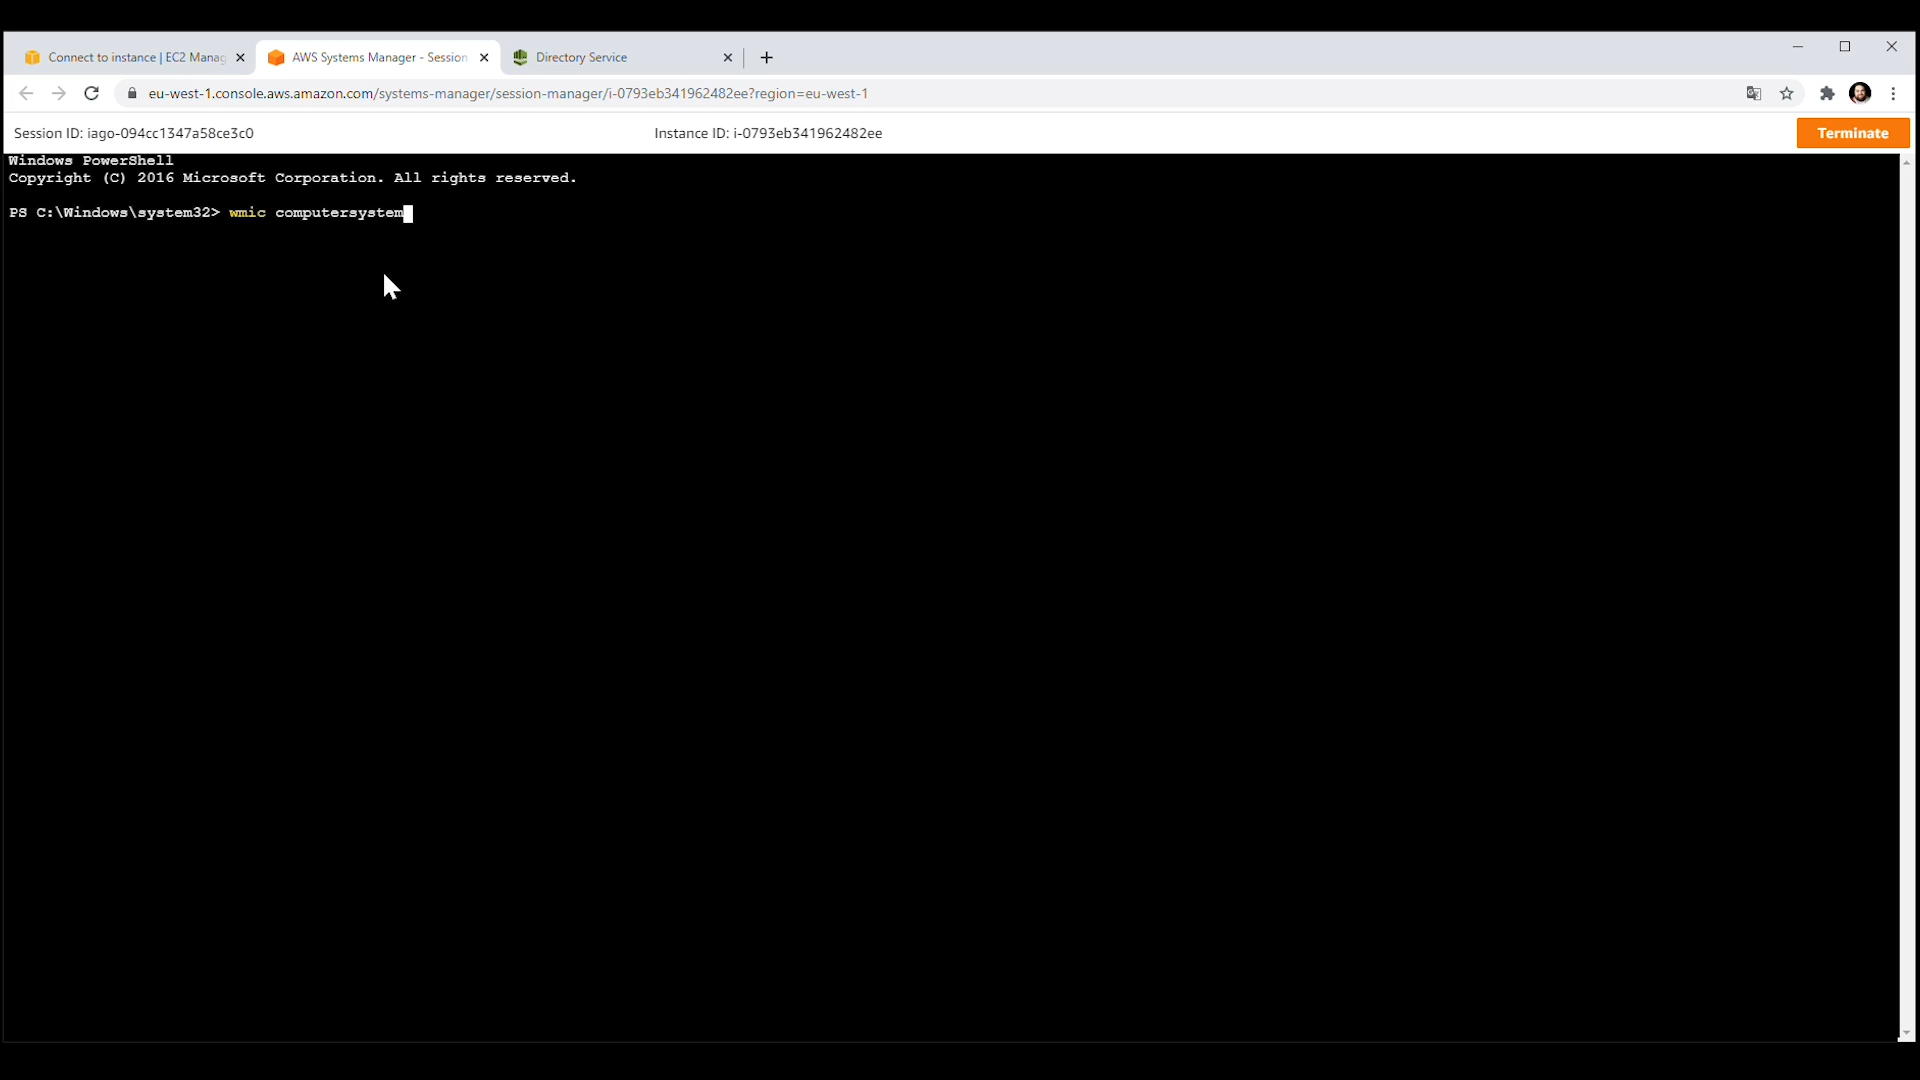 Connect to instance | EC2 Manag
AWS Systems Manager - Session
Directory Service
eu-west-1.console.aws.amazon.com/systems-manager/session-manager/i-0793eb341962482ee?region=eu-west-1
Session ID: iago-094cc1347a58ce3c0
Instance ID: i-0793eb341962482ee
Terminate
Windows PowerShell
Copyright (C) 2016 Microsoft Corporation. All rights reserved.
PS C:\Windows\system32> wmic computersystem